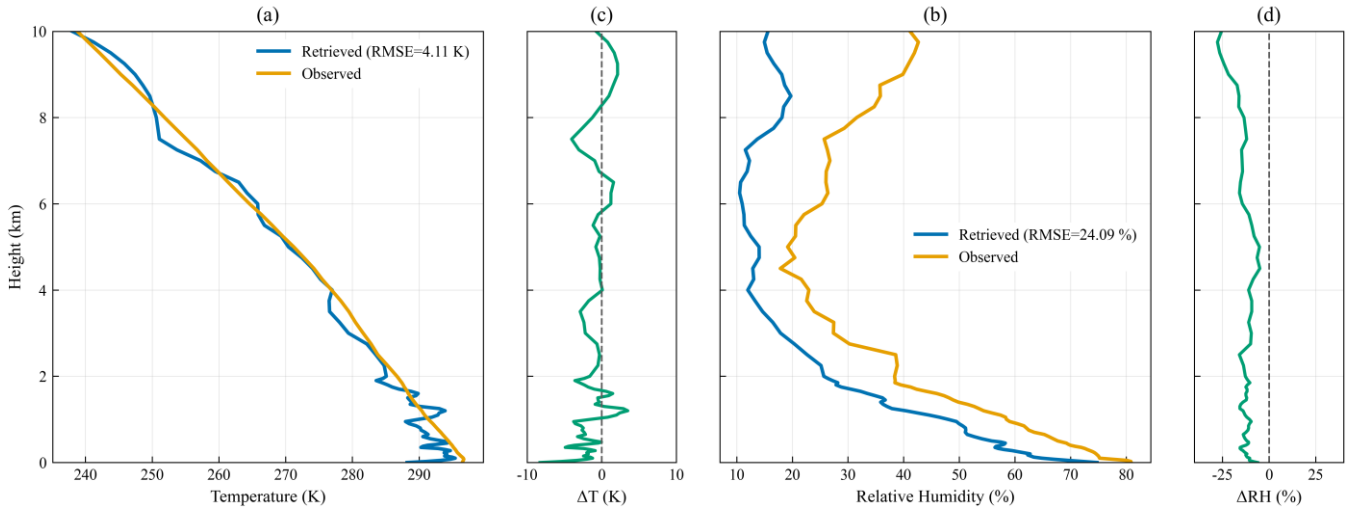 (a)
(c)
(b)
(d)
10
8
6
4
2
0
Height (km)
Retrieved (RMSE=4.11 K)
Observed
240
250
260
270
280
290
Temperature (K)
-10
0
10
ΔT (K)
Retrieved (RMSE=24.09 %)
Observed
10
20
30
40
50
60
70
80
Relative Humidity (%)
-25
0
25
ΔRH (%)